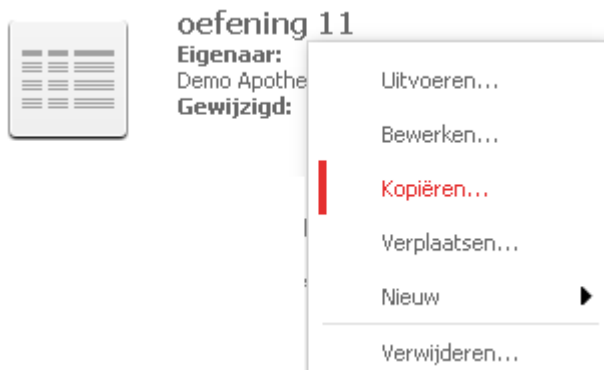 oefening 11
Eigenaar:
Demo Apothe
Gewijzigd:
Uitvoeren...
Bewerken...
Kopiëren...
Verplaatsen...
Nieuw
Verwijderen...